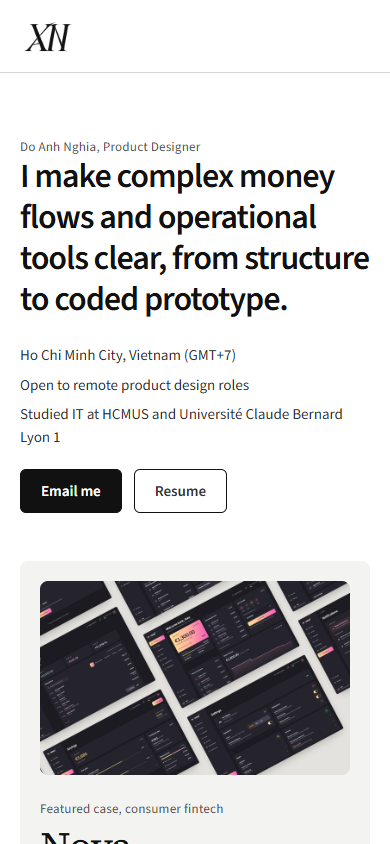 XN
Do Anh Nghia, Product Designer
I make complex money
flows and operational
tools clear, from structure
to coded prototype.
Ho Chi Minh City, Vietnam (GMT+7)
Open to remote product design roles
Studied IT at HCMUS and Université Claude Bernard
Lyon 1
Email me
Resume
Featured case, consumer fintech
Nova